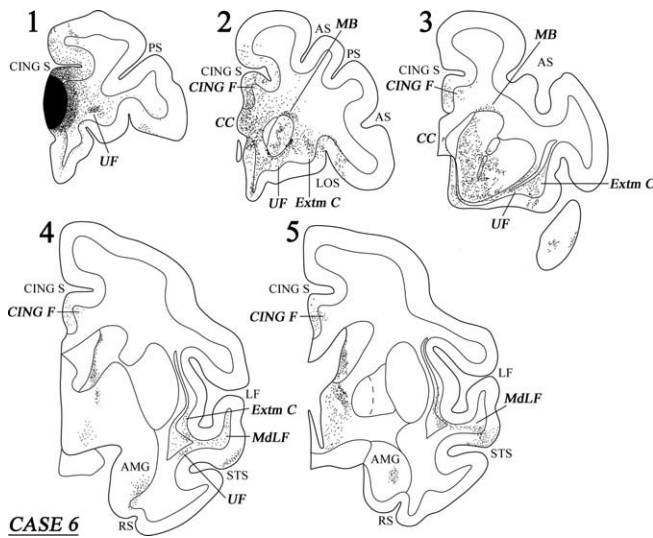 1
PS
CING S
UF
2
AS
MB
PS
CING S
CING F
AS
CC
LOS
UF Extm C
3
MB
AS
CING S
CING F
CC
Extm C
UF
4
CING S
CING F
LF
Extm C
MdLF
AMG
STS
UF
RS
5
CING S
CING F
LF
MdLF
AMG
STS
RS
CASE 6